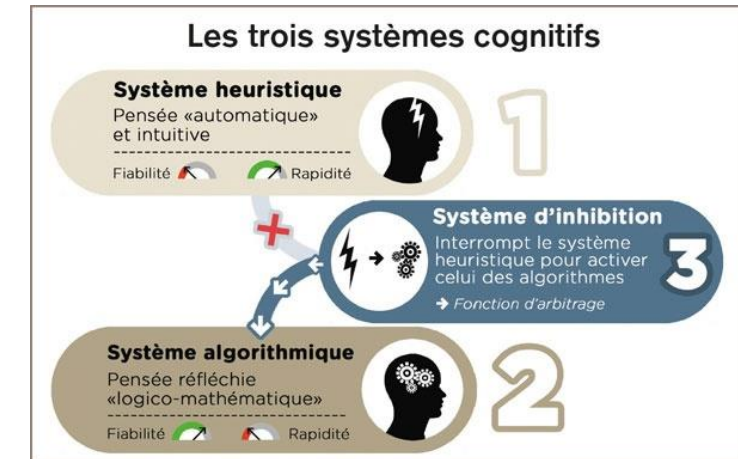 Les trois systèmes cognitifs
Système heuristique
Pensée «automatique»
et intuitive
Fiabilité Rapidité
1
Système d'inhibition
Interrompt le système
heuristique pour activer
celui des algorithmes
➔ Fonction d'arbitrage
3
Système algorithmique
Pensée réfléchie
«logico-mathématique»
Fiabilité Rapidité
2